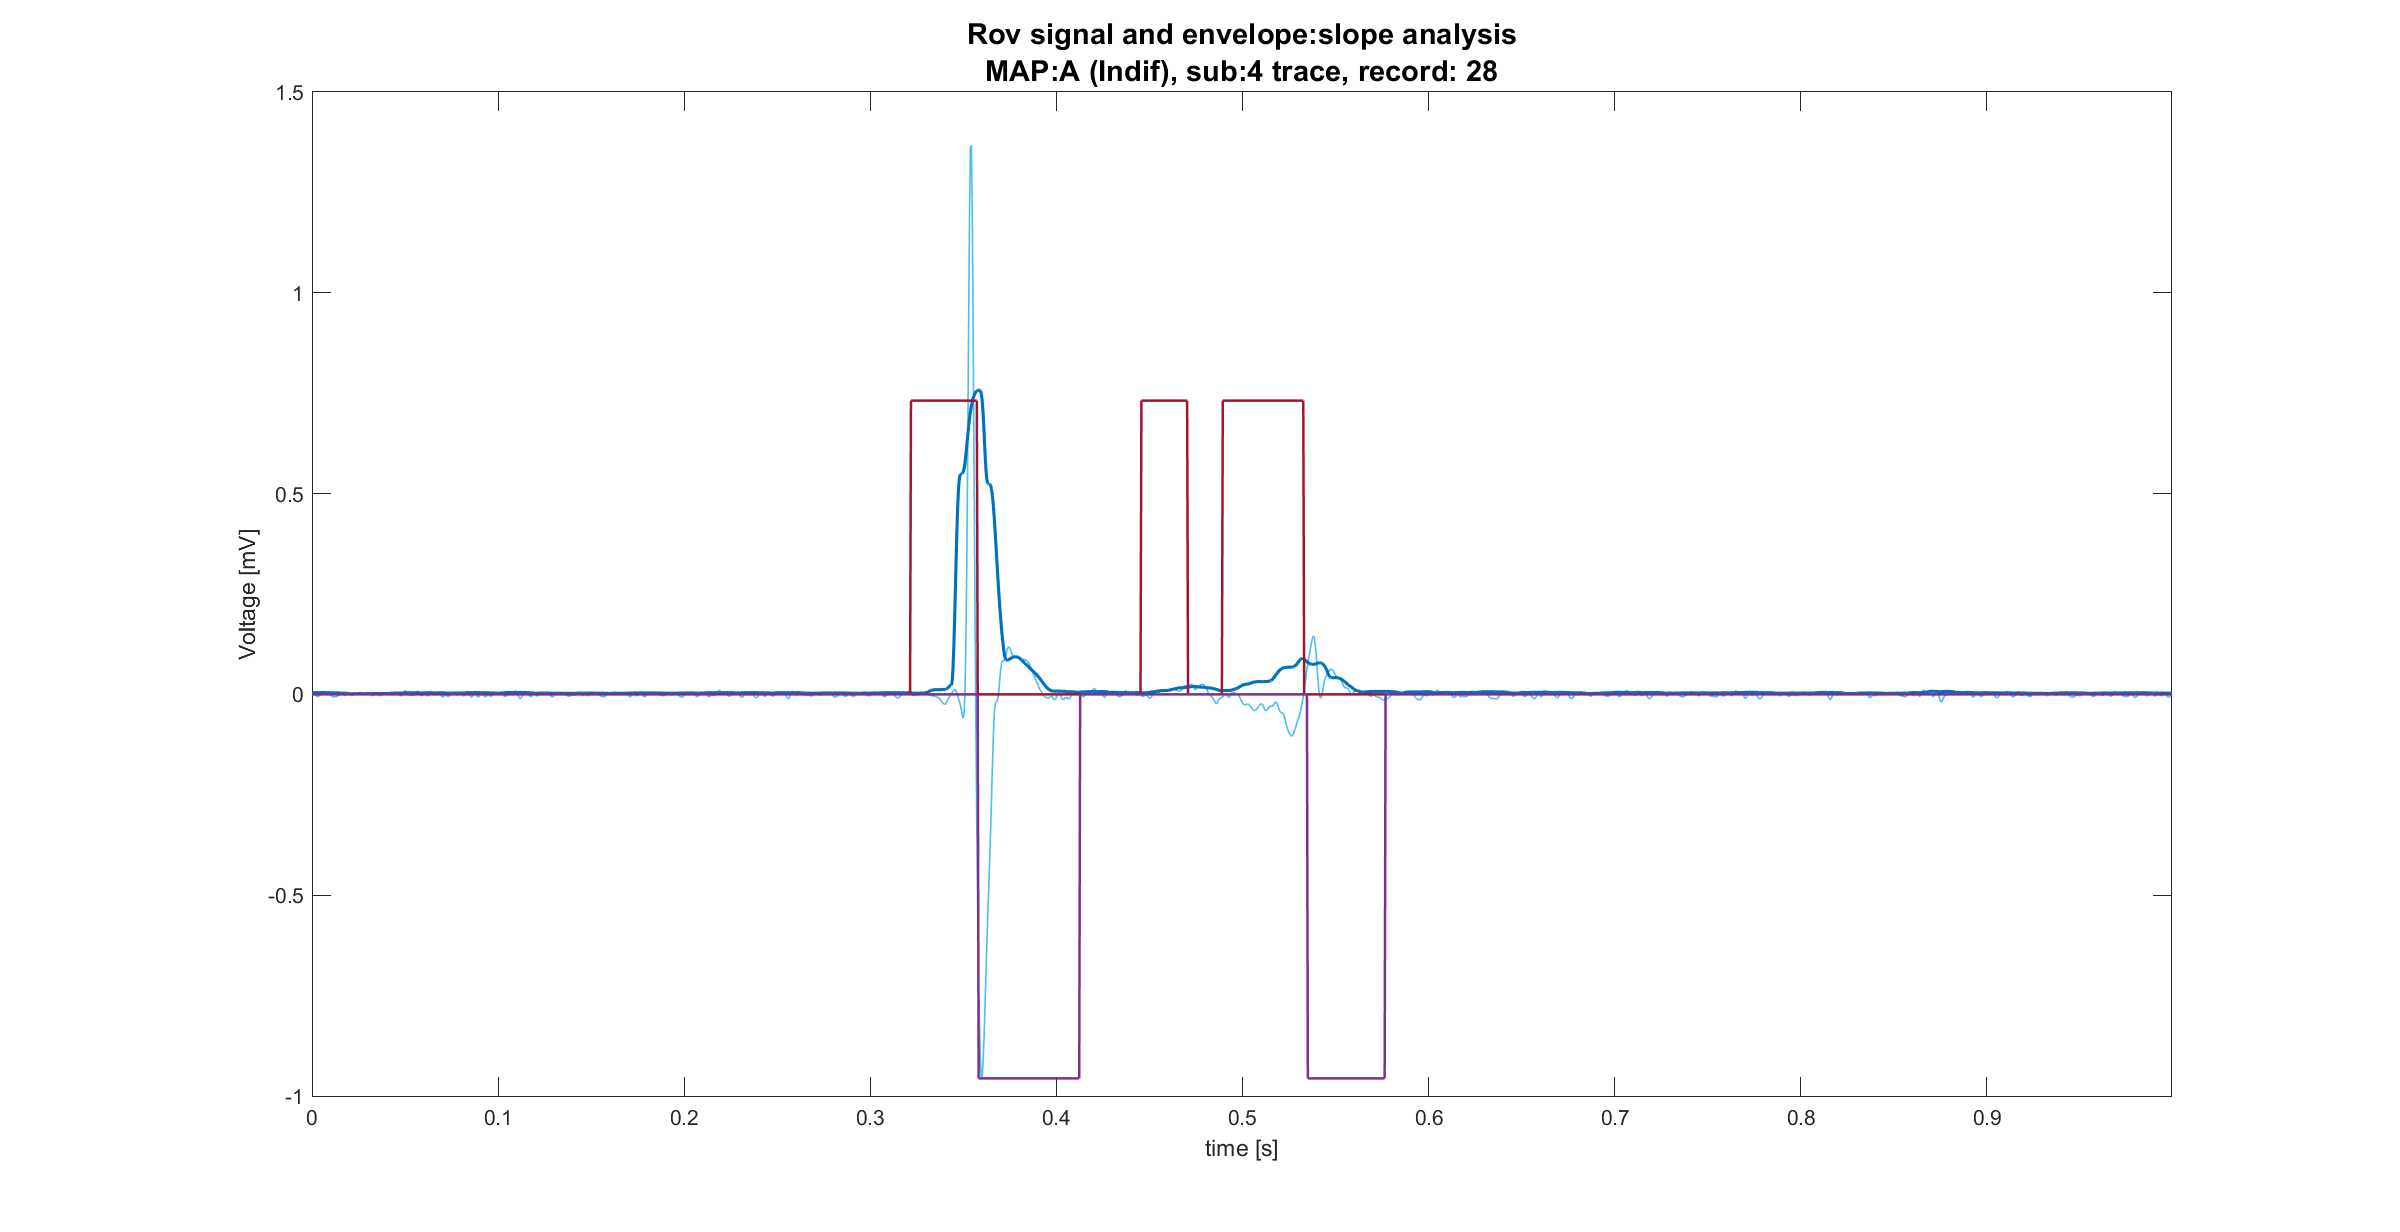 Rov signal and envelope:slope analysis
MAP:A (Indif), sub:4 trace, record: 28
1.5
1
0.5
0
-0.5
-1
Voltage [mV]
0 0.1 0.2 0.3 0.4 0.5 0.6 0.7 0.8 0.9
time [s]